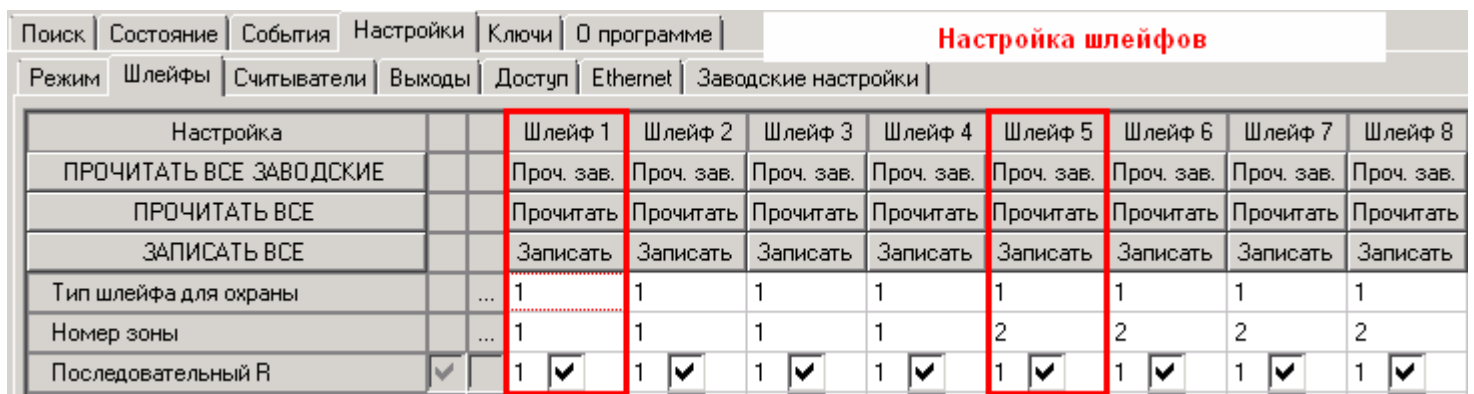 Поиск Состояние События Настройки Ключи О программе Настройка шлейфов
Режим Шлейфы Считыватели Выходы Доступ Ethernet Заводские настройки
Настройка Шлейф 1 Шлейф 2 Шлейф 3 Шлейф 4 Шлейф 5 Шлейф 6 Шлейф 7 Шлейф 8
ПРОЧИТАТЬ ВСЕ ЗАВОДСКИЕ Проч. зав. Проч. зав. Проч. зав. Проч. зав. Проч. зав. Проч. зав. Проч. зав. Проч. зав.
ПРОЧИТАТЬ ВСЕ Прочитать Прочитать Прочитать Прочитать Прочитать Прочитать Прочитать Прочитать
ЗАПИСАТЬ ВСЕ Записать Записать Записать Записать Записать Записать Записать Записать
Тип шлейфа для охраны ... 1 1 1 1 1 1 1 1
Номер зоны ... 1 1 1 1 2 2 2 2
Последовательный R 1 1 1 1 1 1 1 1